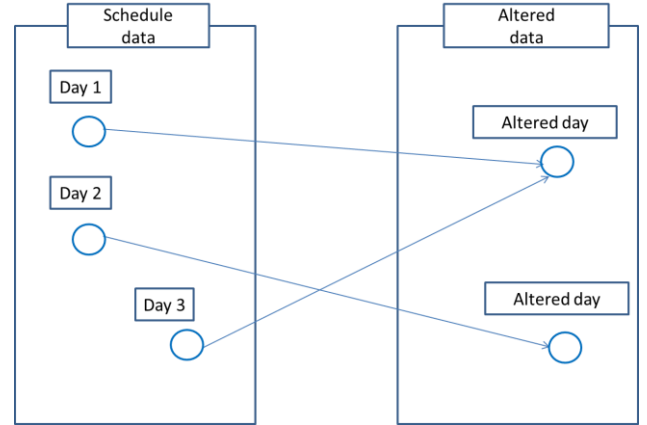 Schedule
data
Altered
data
Day 1
Altered day
Day 2
Day 3
Altered day